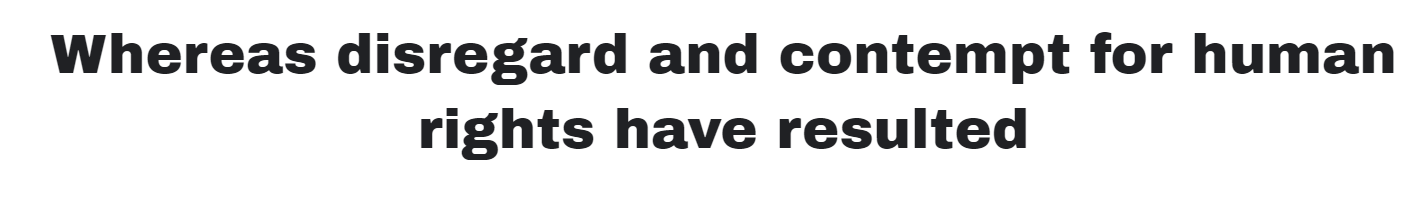 Whereas disregard and contempt for human
rights have resulted